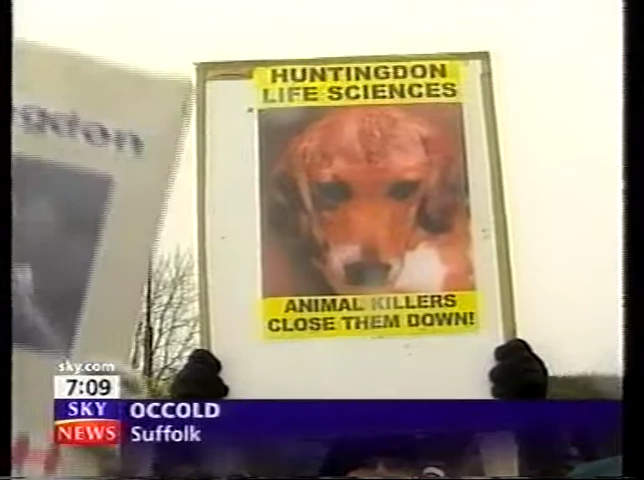 HUNTINGDON
LIFE SCIENCES
ANIMAL KILLERS
CLOSE THEM DOWN!
sky.com
7:09
SKY
NEWS
OCCOLD
Suffolk